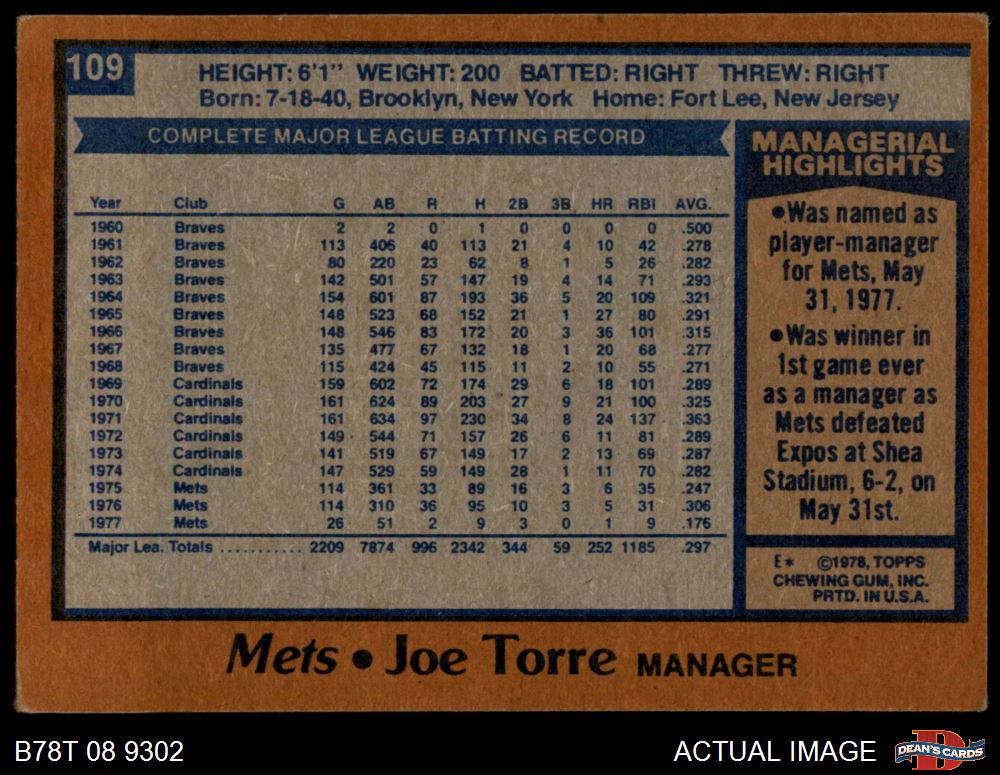 109
HEIGHT: 6'1" WEIGHT: 200 BATTED: RIGHT THREW: RIGHT
Born: 7-18-40, Brooklyn, New York Home: Fort Lee, New Jersey
COMPLETE MAJOR LEAGUE BATTING RECORD
Year Club G AB R H 2B 3B HR RBI AVG.
1960 Braves 2 2 0 1 0 0 0 0 .500
1961 Braves 113 406 40 113 21 4 10 42 .278
1962 Braves 80 220 23 62 8 1 5 26 .282
1963 Braves 142 501 57 147 19 4 14 71 .293
1964 Braves 154 601 87 193 36 5 20 109 .321
1965 Braves 148 523 68 152 21 1 27 80 .291
1966 Braves 148 546 83 172 20 3 36 101 .315
1967 Braves 135 477 67 132 18 1 20 68 .277
1968 Braves 115 424 45 115 11 2 10 55 .271
1969 Cardinals 159 602 72 174 29 6 18 101 .289
1970 Cardinals 161 624 89 203 27 9 21 100 .325
1971 Cardinals 161 634 97 230 34 8 24 137 .363
1972 Cardinals 149 544 71 157 26 6 11 81 .289
1973 Cardinals 141 519 67 149 17 2 13 69 .287
1974 Cardinals 147 529 59 149 28 1 11 70 .282
1975 Mets 114 361 33 89 16 3 6 35 .247
1976 Mets 114 310 36 95 10 3 5 31 .306
1977 Mets 26 51 2 9 3 0 1 9 .176
Major Lea. Totals ........... 2209 7874 996 2342 344 59 252 1185 .297
MANAGERIAL
HIGHLIGHTS
•Was named as
player-manager
for Mets, May
31, 1977.
•Was winner in
1st game ever
as a manager as
Mets defeated
Expos at Shea
Stadium, 6-2, on
May 31st.
E* ©1978, TOPPS
CHEWING GUM, INC.
PRTD. IN U.S.A.
Mets • Joe Torre MANAGER
B78T 08 9302
ACTUAL IMAGE
D
DEAN'S CARDS